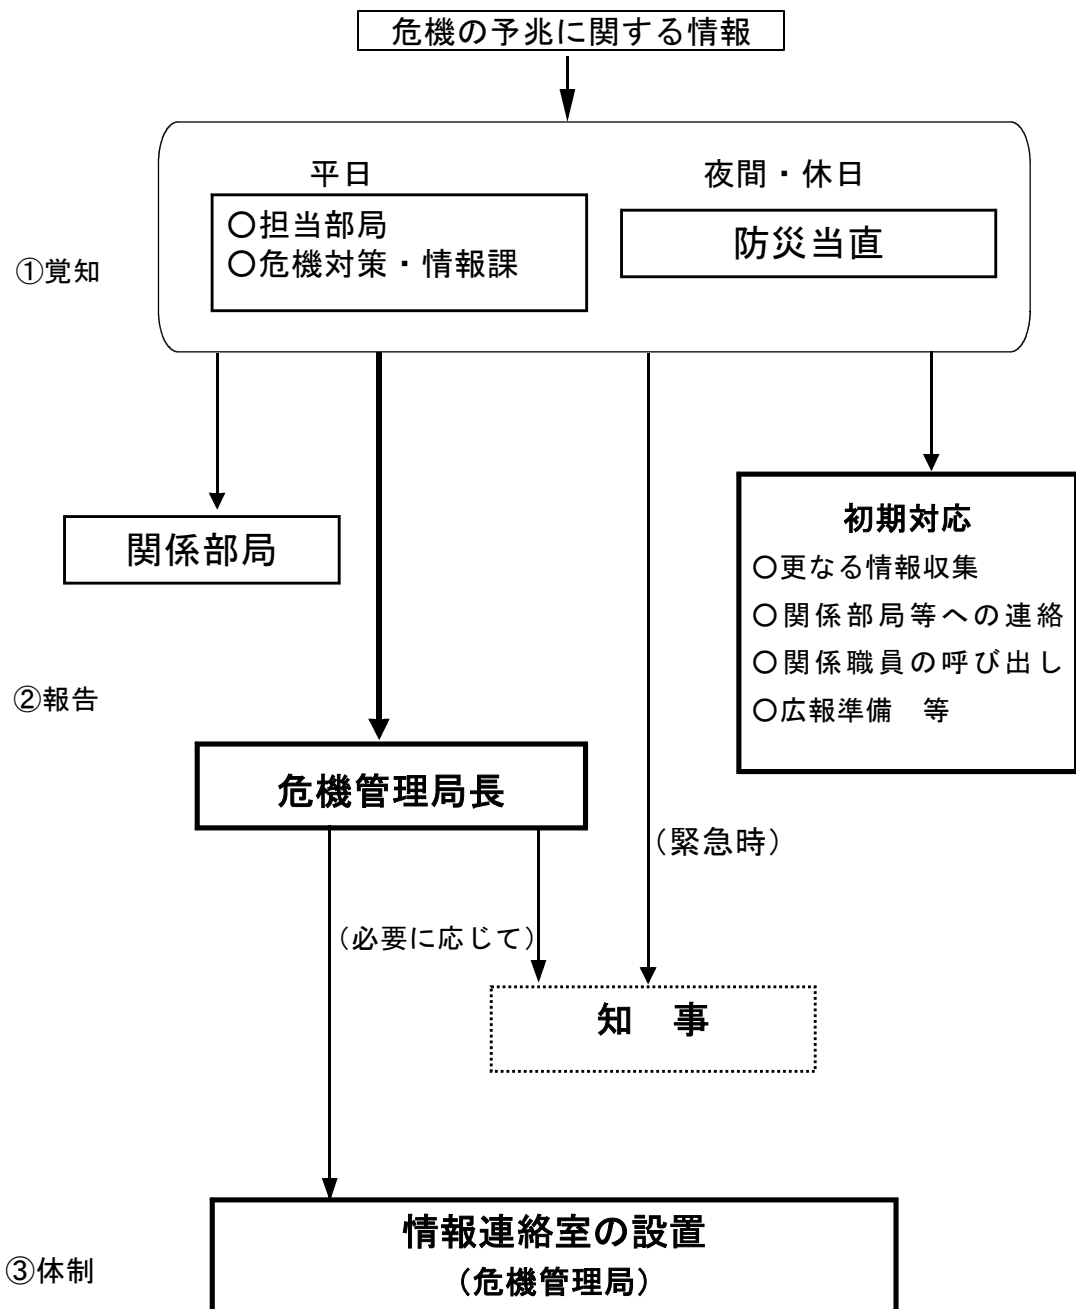 危機の予兆に関する情報
平日
夜間・休日
○担当部局
○危機対策・情報課
防災当直
①覚知
関係部局
初期対応
○更なる情報収集
○関係部局等への連絡
○関係職員の呼び出し
○広報準備　等
②報告
危機管理局長
（緊急時）
（必要に応じて）
知　事
情報連絡室の設置
（危機管理局）
③体制